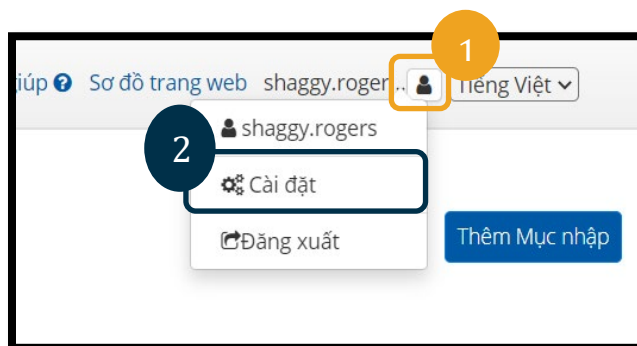 1
iúp Sơ đồ trang web shaggy.roger... Tiếng Việt
shaggy.rogers
2
Cài đặt
Đăng xuất
Thêm Mục nhập